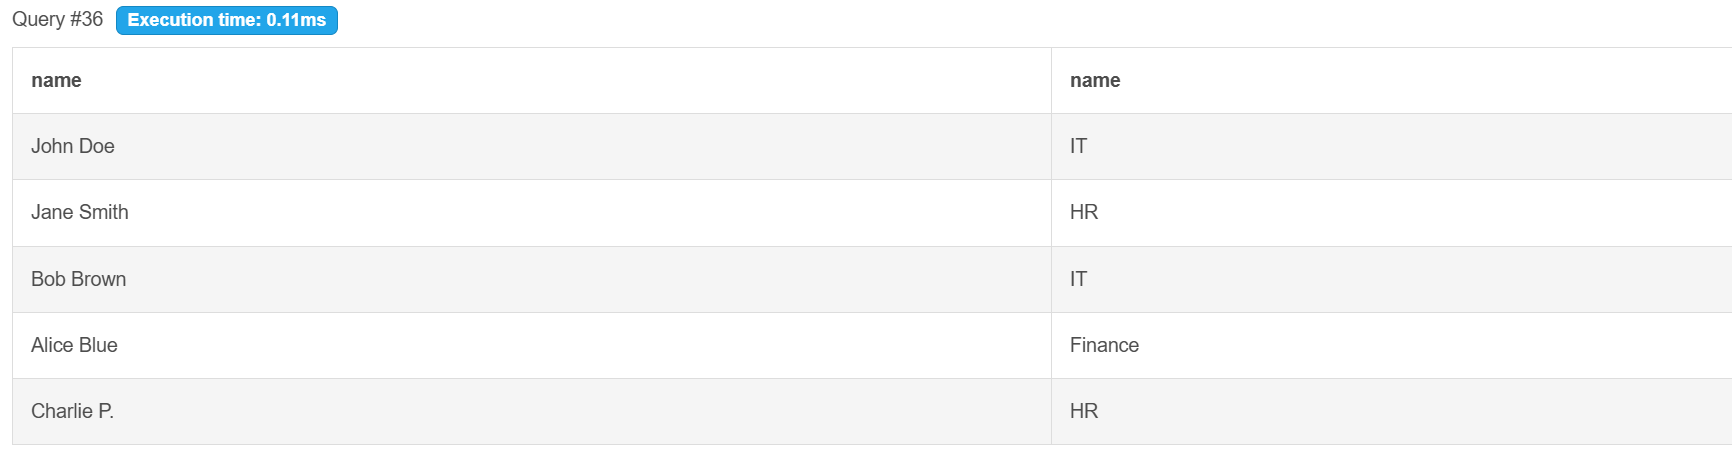 Query #36 Execution time: 0.11ms
name name
John Doe IT
Jane Smith HR
Bob Brown IT
Alice Blue Finance
Charlie P. HR